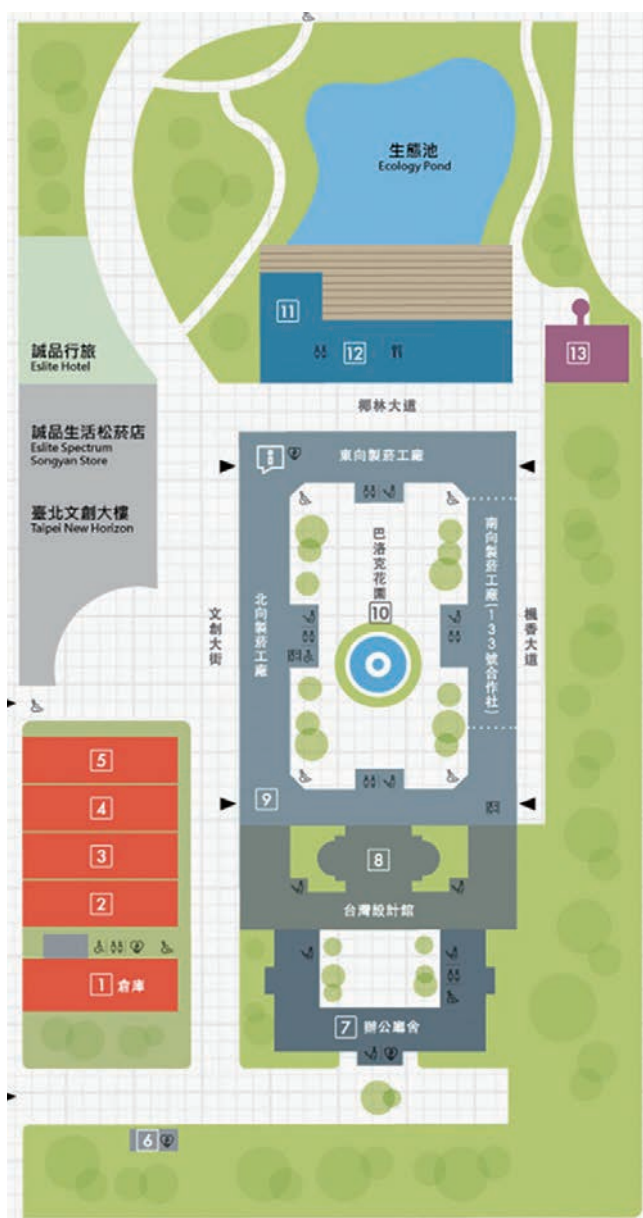 生態池
Ecology Pond
11
12
13
誠品行旅
Eslite Hotel
椰林大道
誠品生活松菸店
Eslite Spectrum
Songyan Store
臺北文創大樓
Taipei New Horizon
東向製菸工廠
巴洛克花園
10
北向製菸工廠
南向製菸工廠(133號合作社)
文創大街
楓香大道
5
4
3
2
1 倉庫
9
8
台灣設計館
7 辦公廳舍
6